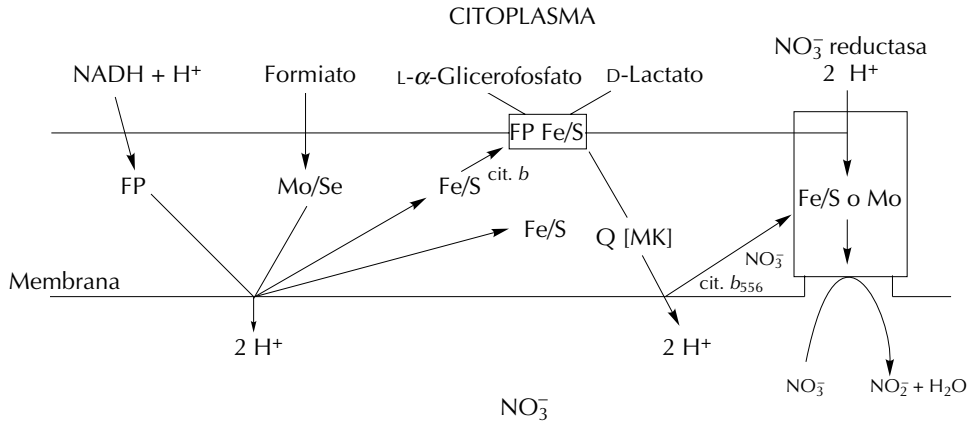 CITOPLASMA
NO₃⁻ reductasa
2 H⁺
NADH + H⁺
Formiato
L-α-Glicerofosfato
D-Lactato
FP Fe/S
FP
Mo/Se
Fe/S
cit. b
Fe/S o Mo
Fe/S
Q [MK]
NO₃⁻
Membrana
cit. b₅₅₆
2 H⁺
2 H⁺
NO₃⁻
NO₂⁻ + H₂O
NO₃⁻